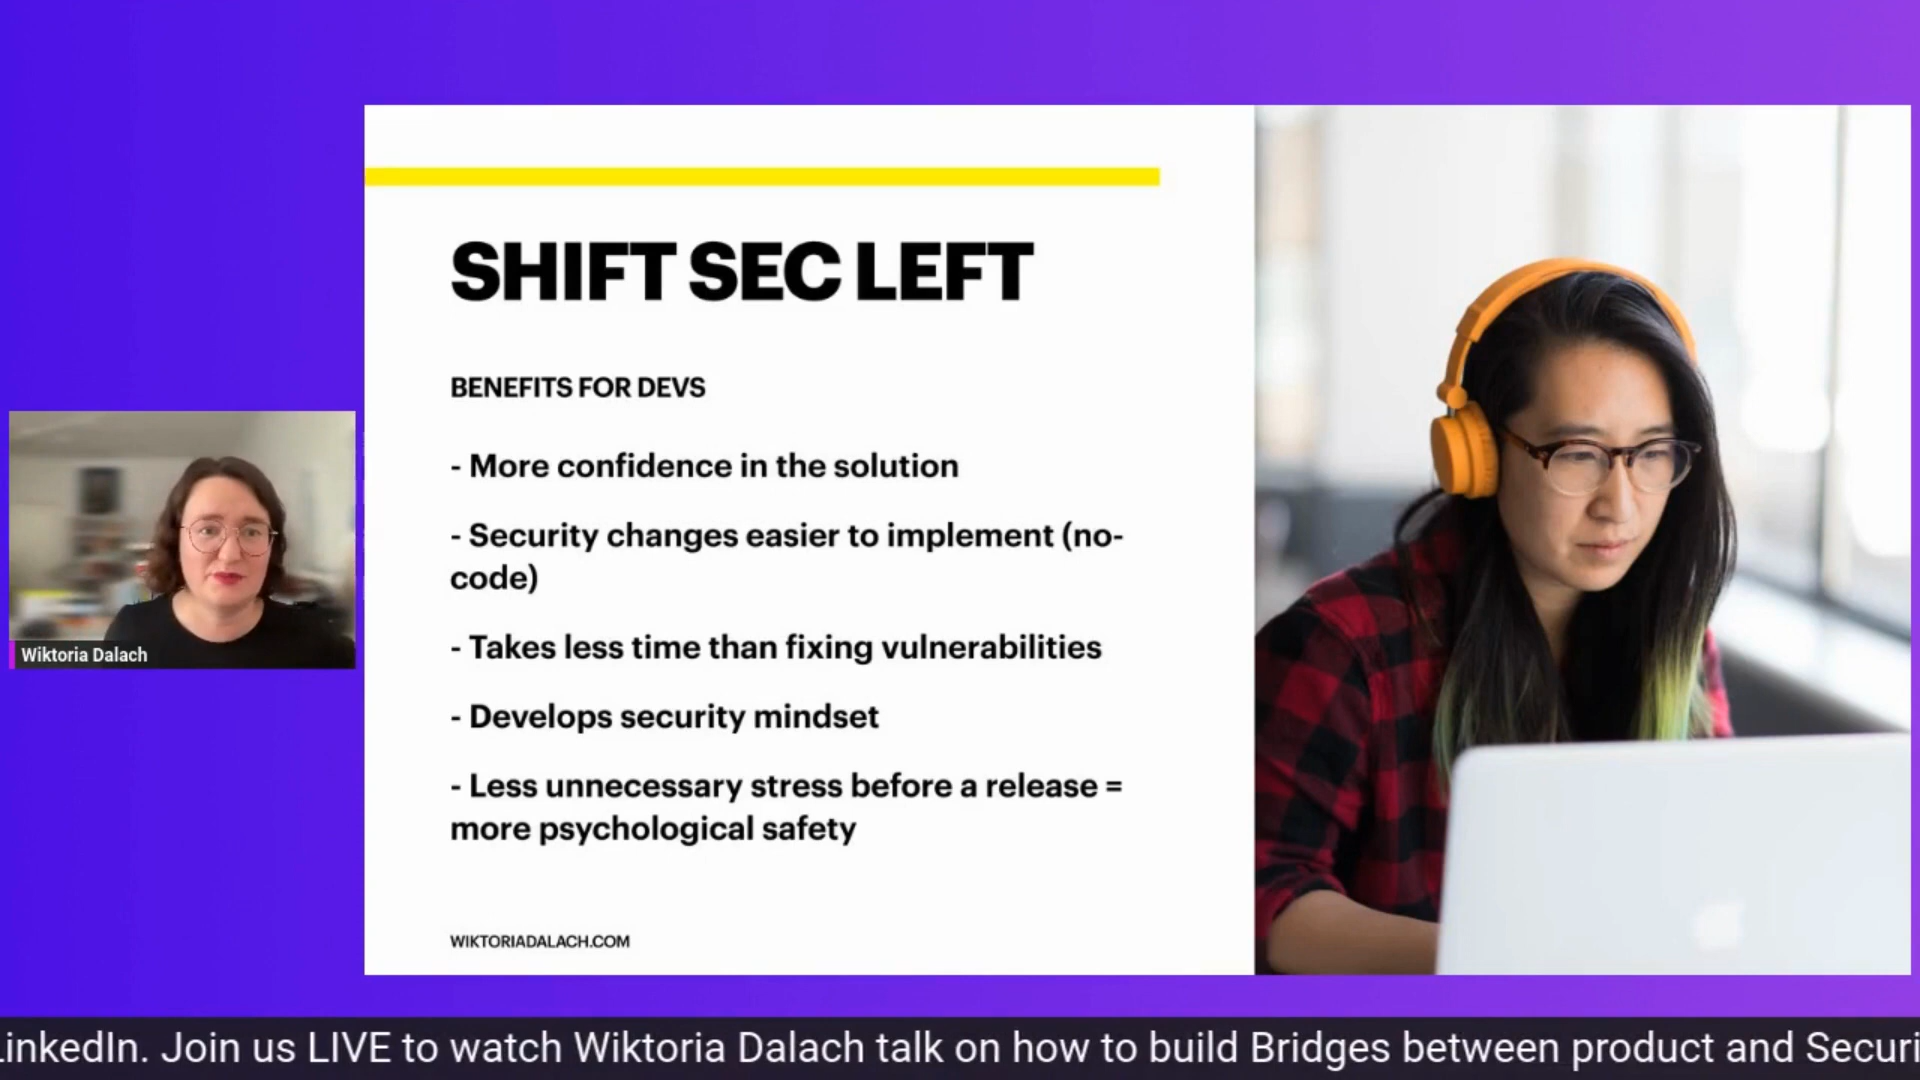 SHIFT SEC LEFT
BENEFITS FOR DEVS
- More confidence in the solution
- Security changes easier to implement (no-
code)
- Takes less time than fixing vulnerabilities
- Develops security mindset
- Less unnecessary stress before a release =
more psychological safety
WIKTORIADALACH.COM
Wiktoria Dalach
LinkedIn. Join us LIVE to watch Wiktoria Dalach talk on how to build Bridges between product and Securi